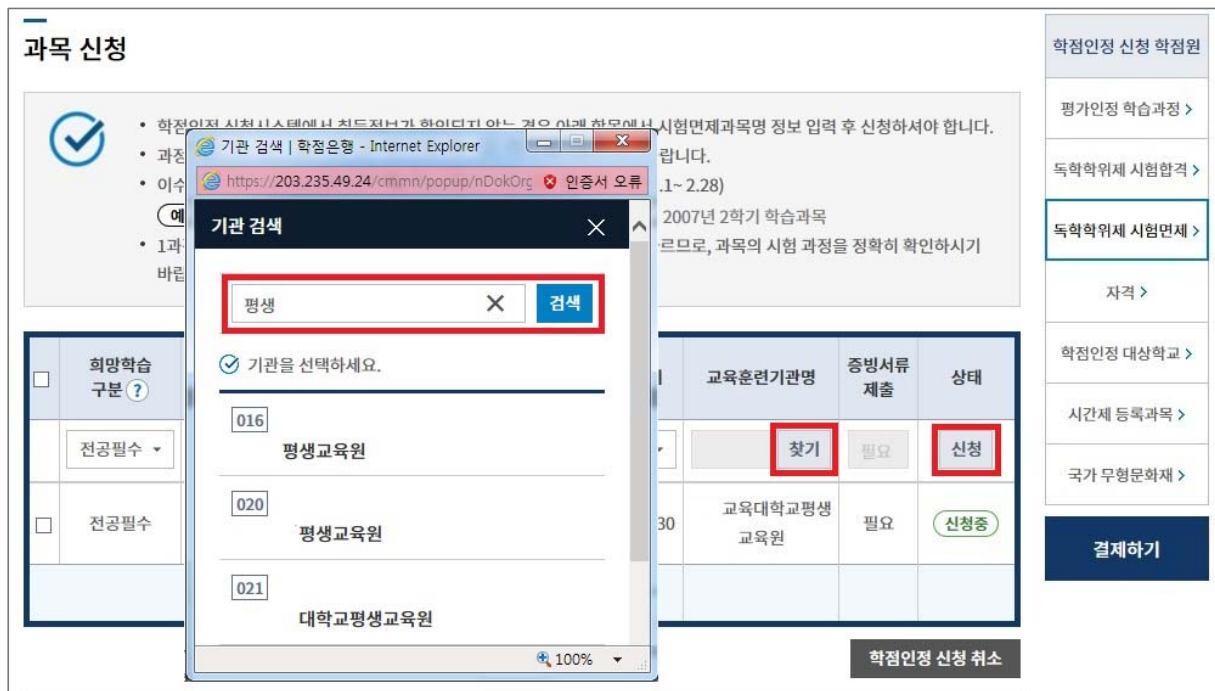 과목 신청
• 학점인정 신청시스템에서 취득정보가 확인되지 않는 경우 아래 항목에서 시험면제과목명 정보 입력 후 신청하셔야 합니다.
• 과정
랍니다.
• 이수
.1~ 2.28)
예
2007년 2학기 학습과목
• 1과
르므로, 과목의 시험 과정을 정확히 확인하시기
바랍
기관 검색 | 학점은행 - Internet Explorer
https://203.235.49.24/cmmn/popup/nDokOrg
인증서 오류
기관 검색
평생
검색
기관을 선택하세요.
016
평생교육원
020
평생교육원
021
대학교평생교육원
100%
희망학습
구분 ?
교육훈련기관명
증빙서류
제출
상태
전공필수
찾기
필요
신청
전공필수
30
교육대학교평생
교육원
필요
신청중
학점인정 신청 취소
학점인정 신청 학점원
평가인정 학습과정 >
독학학위제 시험합격 >
독학학위제 시험면제 >
자격 >
학점인정 대상학교 >
시간제 등록과목 >
국가 무형문화재 >
결제하기